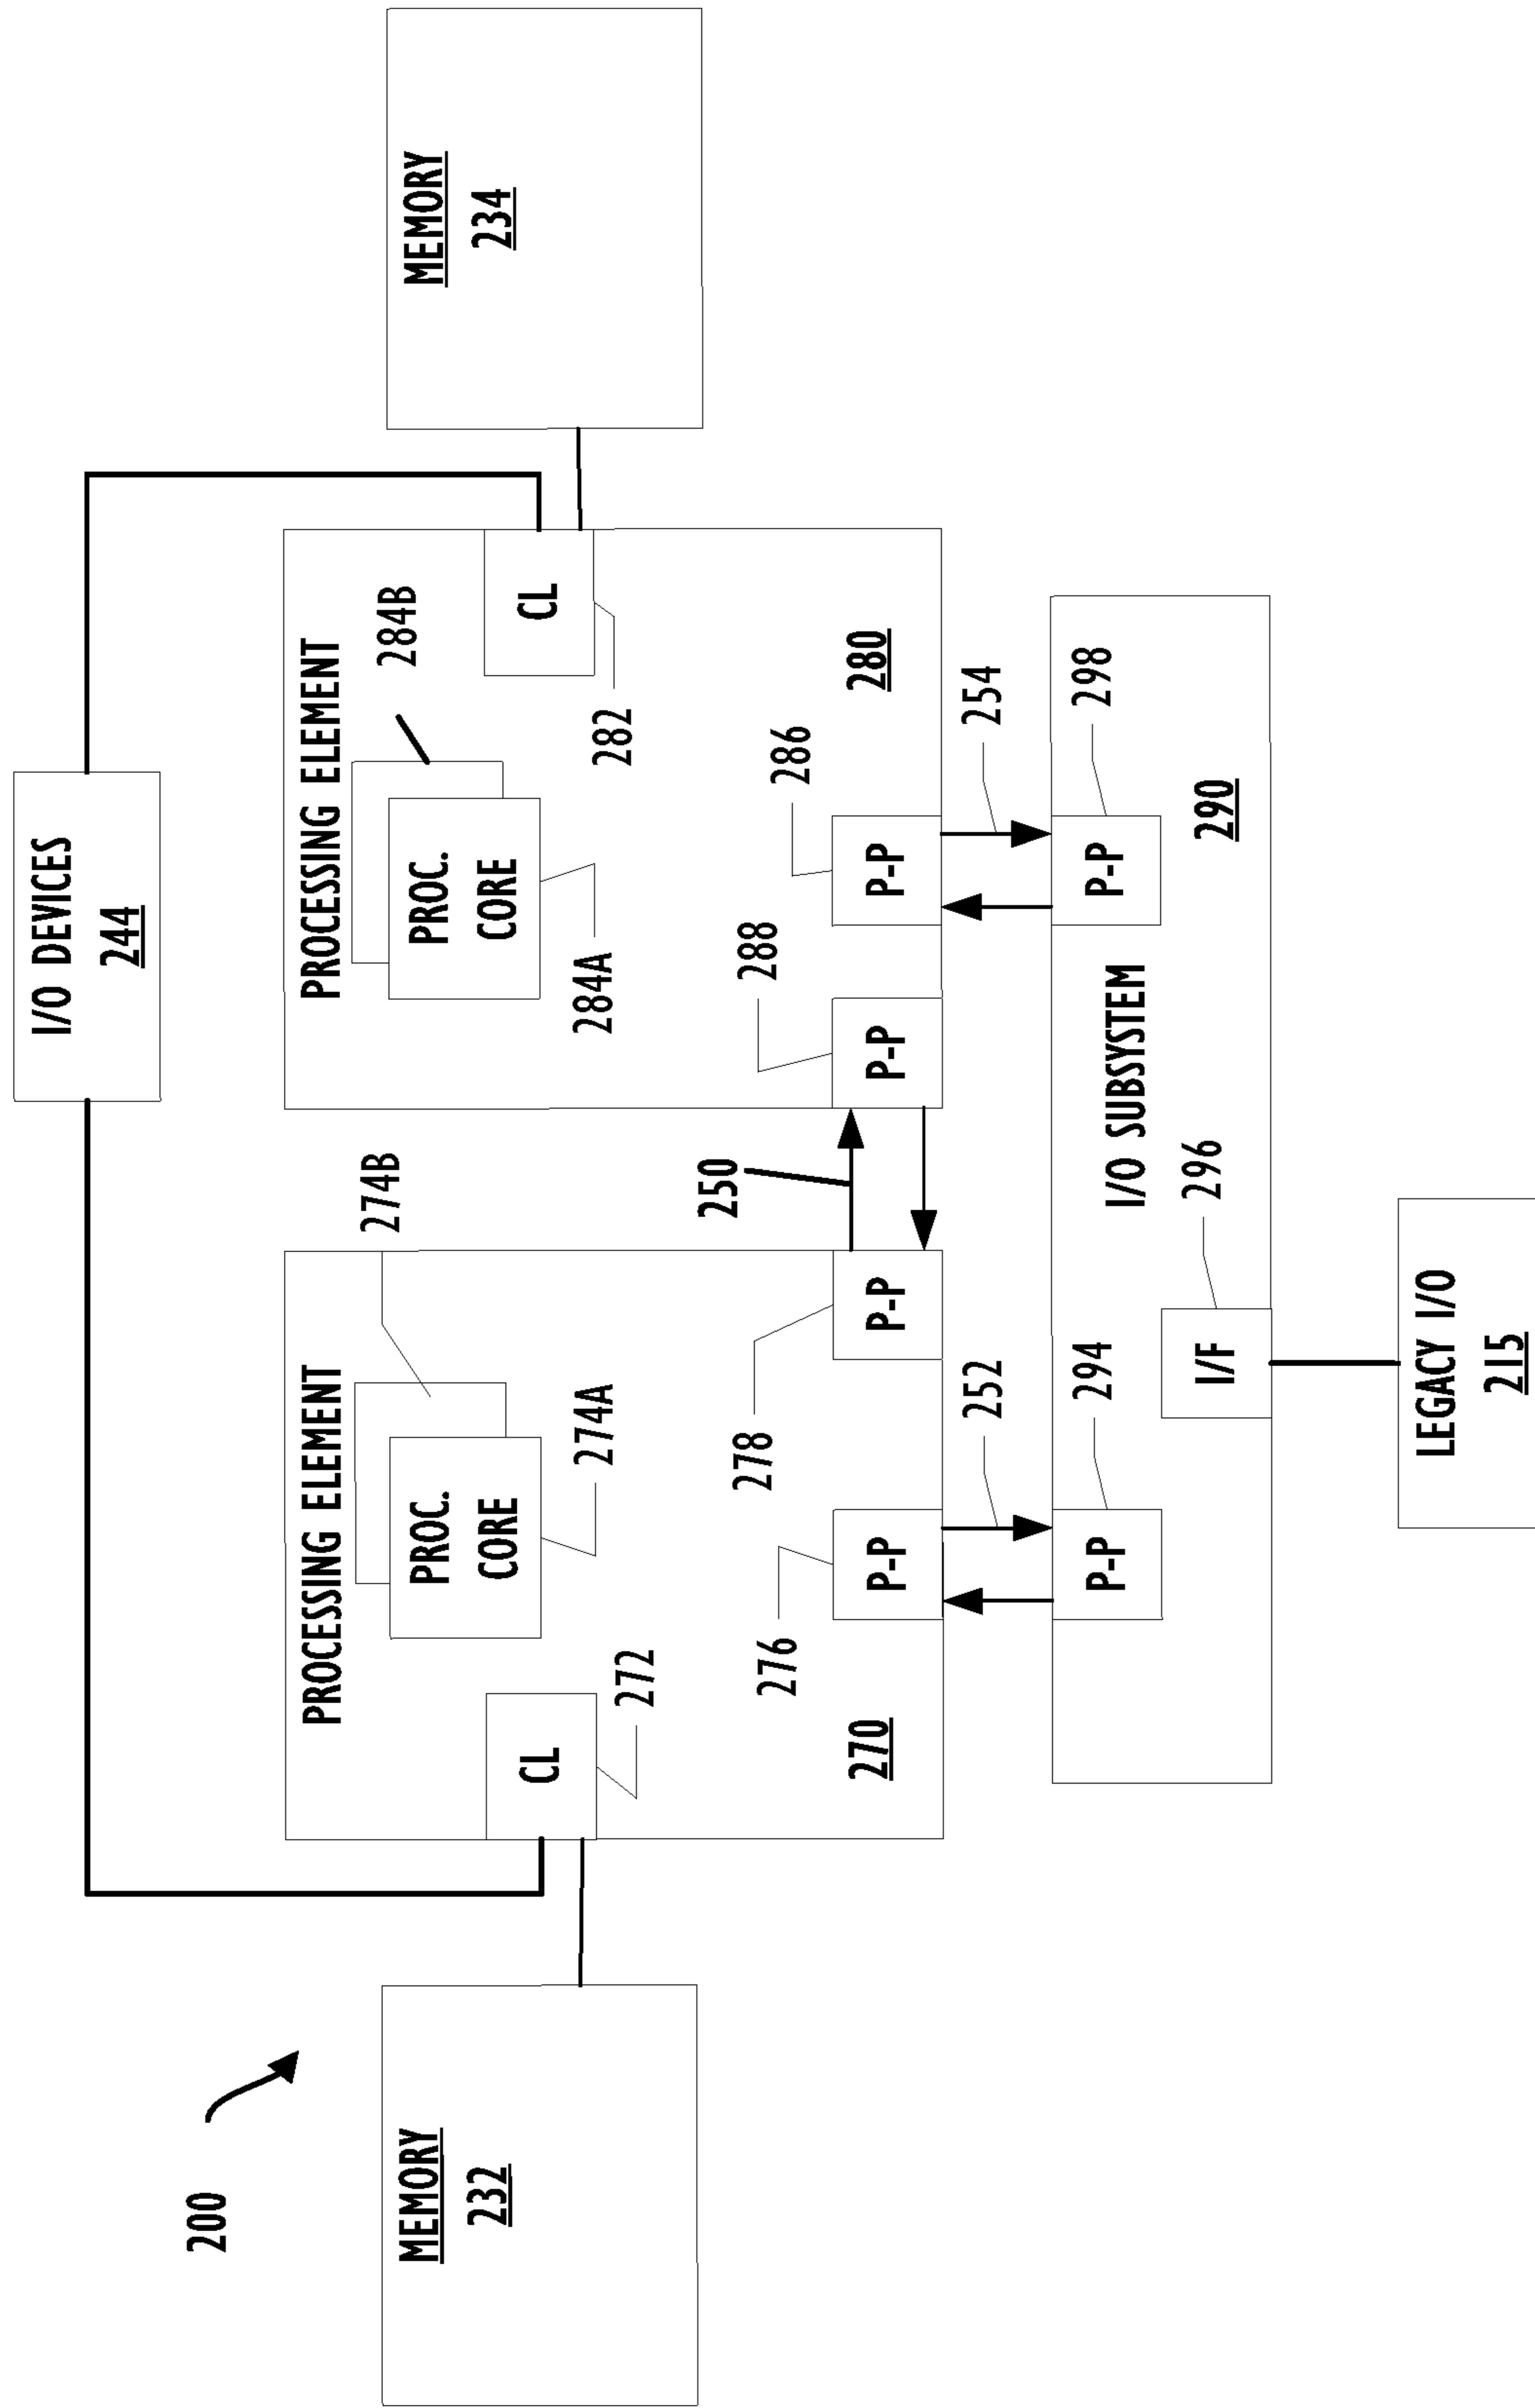 200
I/O DEVICES
244
MEMORY
232
PROCESSING ELEMENT
274B
PROC.
CORE
274A
CL
272
276
278
P-P
P-P
270
250
PROCESSING ELEMENT
284B
PROC.
CORE
284A
CL
282
288
286
P-P
P-P
280
MEMORY
234
252
254
294
P-P
I/O SUBSYSTEM
298
P-P
296
I/F
290
LEGACY I/O
215